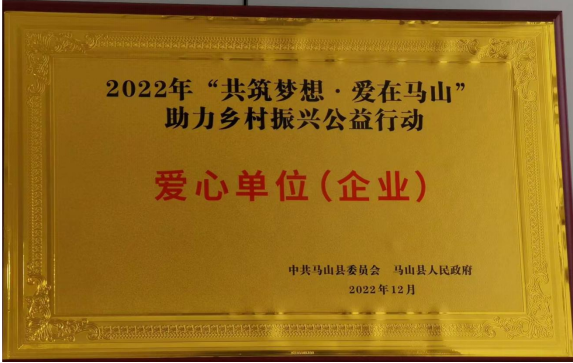 2022年“共筑梦想·爱在马山”
助力乡村振兴公益行动
爱心单位(企业)
中共马山县委员会 马山县人民政府
2022年12月